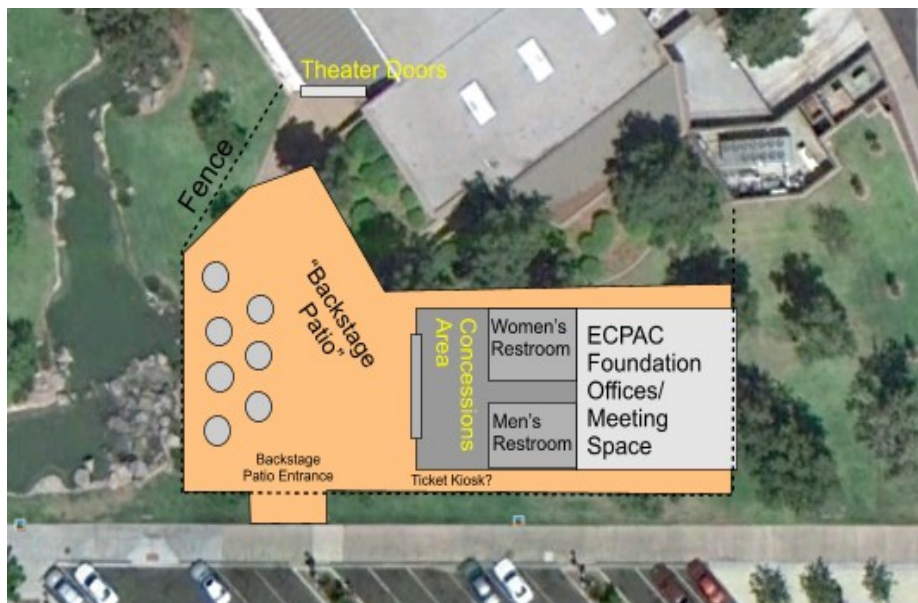 Theater Doors
Fence
"Backstage
Patio"
Concessions
Area
Women's
Restroom
ECPAC
Foundation
Offices/
Meeting
Space
Men's
Restroom
Backstage
Patio Entrance
Ticket Kiosk?